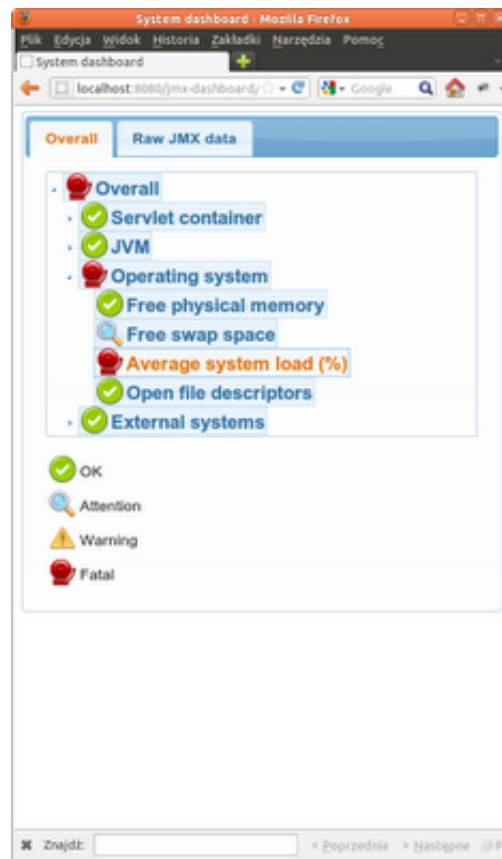 System dashboard - Mozilla Firefox
Plik Edycja Widok Historia Zakładki Narzędzia Pomoc
System dashboard
localhost:8080/jmx-dashboard/ Google
Overall Raw JMX data
Overall
Servlet container
JVM
Operating system
Free physical memory
Free swap space
Average system load (%)
Open file descriptors
External systems
OK
Attention
Warning
Fatal
Znajdź: Poprzednie Następne